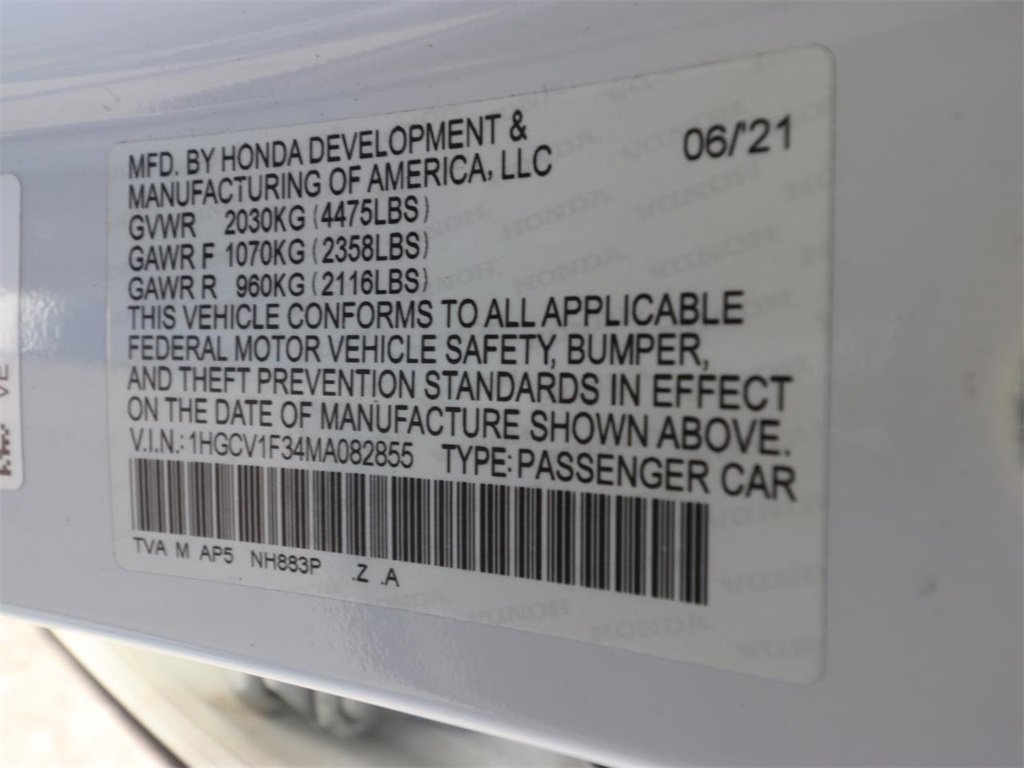 MFD. BY HONDA DEVELOPMENT &
MANUFACTURING OF AMERICA, LLC
06/'21
GVWR 2030KG (4475LBS)
GAWR F 1070KG (2358LBS)
GAWR R 960KG (2116LBS)
THIS VEHICLE CONFORMS TO ALL APPLICABLE
FEDERAL MOTOR VEHICLE SAFETY, BUMPER,
AND THEFT PREVENTION STANDARDS IN EFFECT
ON THE DATE OF MANUFACTURE SHOWN ABOVE.
V.I.N.: 1HGCV1F34MA082855 TYPE: PASSENGER CAR
TVA M AP5 NH883P .Z .A